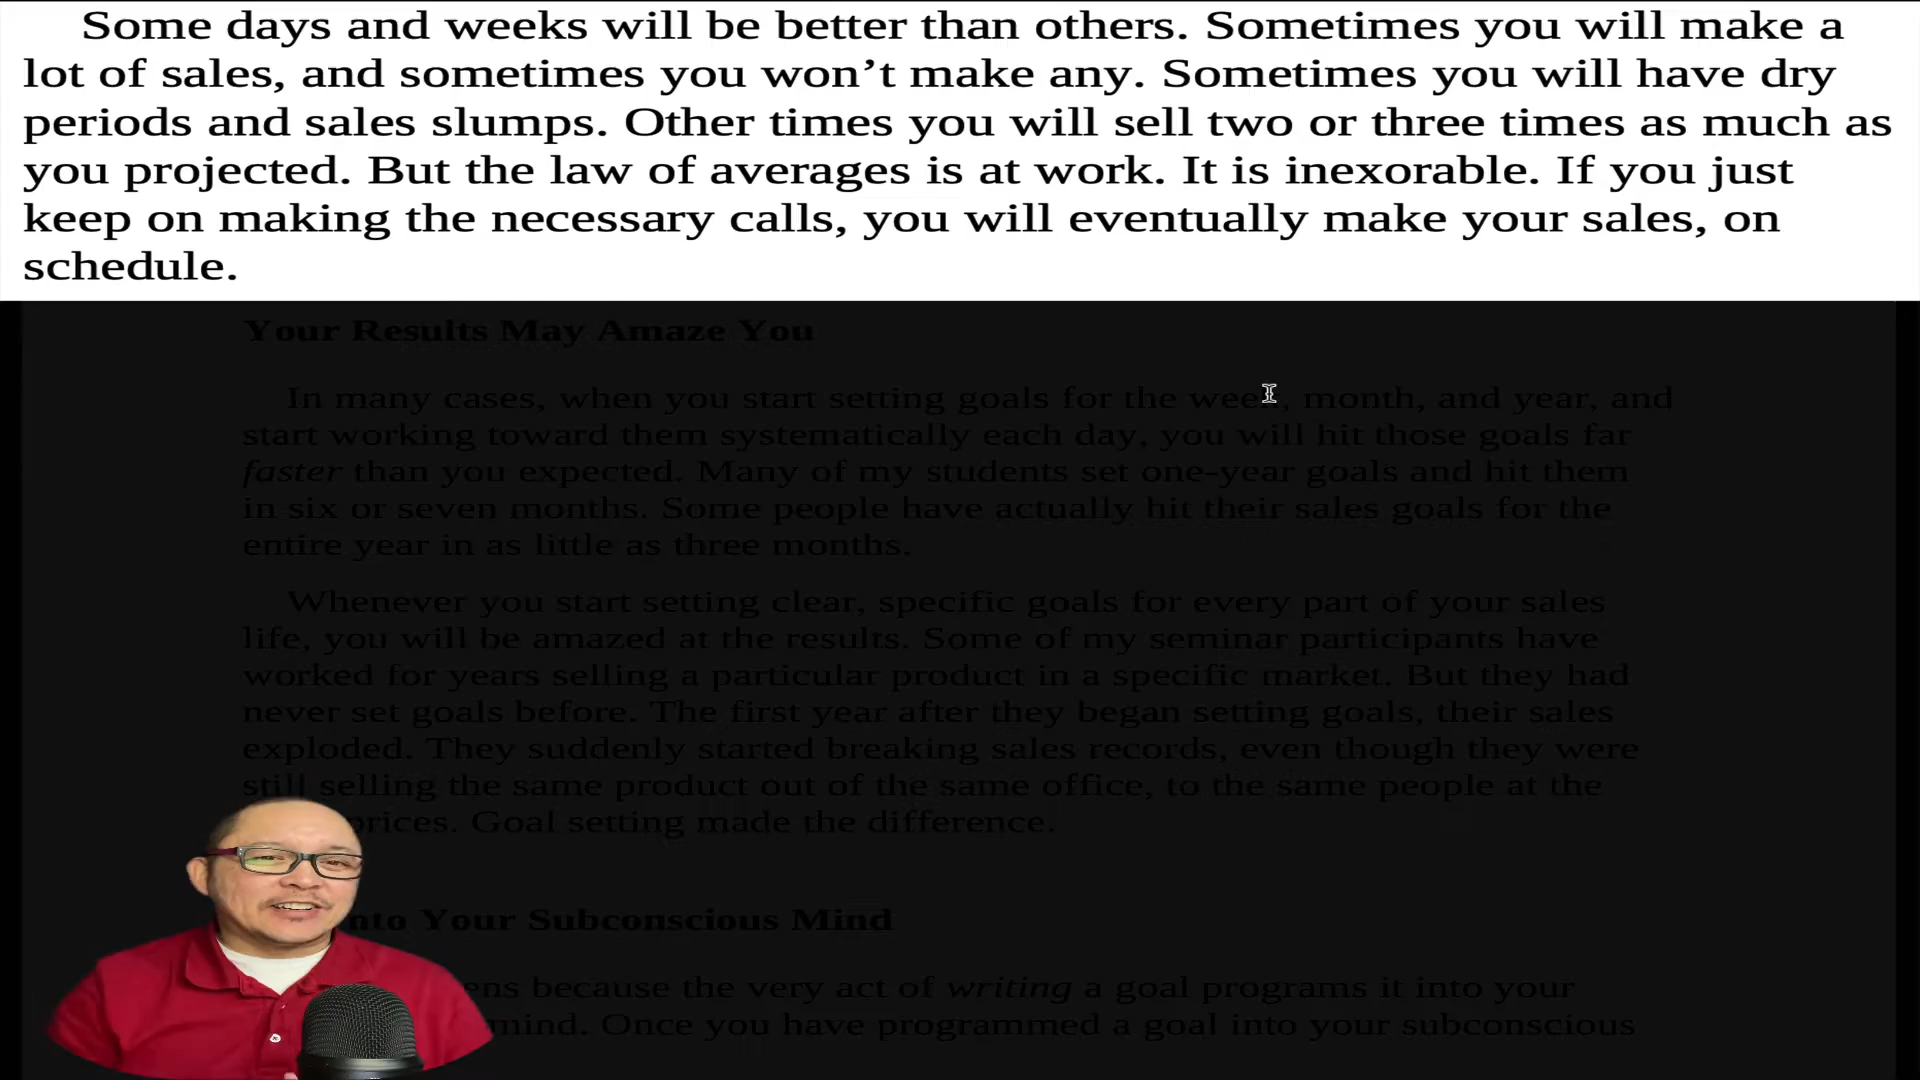 Some days and weeks will be better than others. Sometimes you will make a
lot of sales, and sometimes you won’t make any. Sometimes you will have dry
periods and sales slumps. Other times you will sell two or three times as much as
you projected. But the law of averages is at work. It is inexorable. If you just
keep on making the necessary calls, you will eventually make your sales, on
schedule.
Your Results May Amaze You
In many cases, when you start setting goals for the week, month, and year, and
start working toward them systematically each day, you will hit those goals far
faster than you expected. Many of my students set one-year goals and hit them
in six or seven months. Some people have actually hit their sales goals for the
entire year in as little as three months.
Whenever you start setting clear, specific goals for every part of your sales
life, you will be amazed at the results. Some of my seminar participants have
worked for years selling a particular product in a specific market. But they had
never set goals before. The first year after they began setting goals, their sales
exploded. They suddenly started breaking sales records, even though they were
still selling the same product out of the same office, to the same people at the
prices. Goal setting made the difference.
Into Your Subconscious Mind
because the very act of writing a goal programs it into your
mind. Once you have programmed a goal into your subconscious